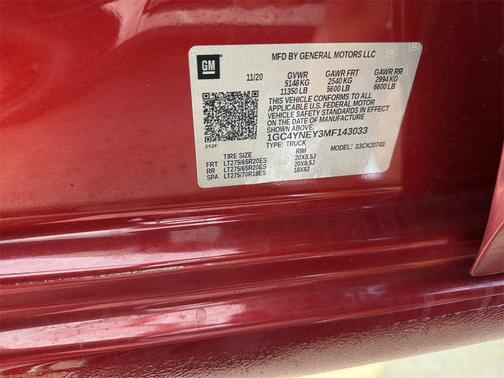 GM
MFD BY GENERAL MOTORS LLC
11/20 GVWR GAWR FRT GAWR RR
5148 KG 2540 KG 2994 KG
11350 LB 5600 LB 6600 LB
THIS VEHICLE CONFORMS TO ALL
APPLICABLE U.S. FEDERAL MOTOR
VEHICLE SAFETY STANDARDS IN EFFECT
ON THE DATE OF MANUFACTURE
SHOWN ABOVE.
1GC4YNEY3MF143033
252F TYPE: TRUCK MODEL: 33CK20743
TIRE SIZE RIM
FRT LT275/65R20ES 20X8.5J
RR LT275/65R20ES 20X8.5J
SPA LT275/70R18ES 18X8J